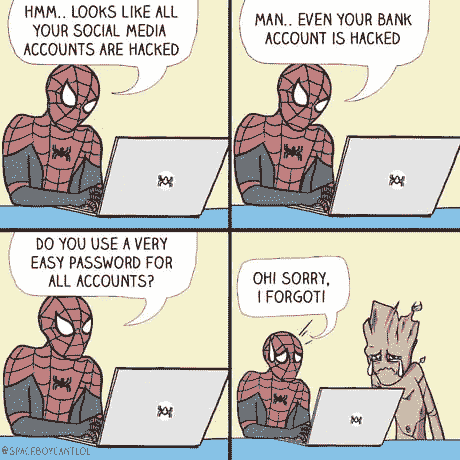 HMM.. LOOKS LIKE ALL
YOUR SOCIAL MEDIA
ACCOUNTS ARE HACKED
MAN.. EVEN YOUR BANK
ACCOUNT IS HACKED
DO YOU USE A VERY
EASY PASSWORD FOR
ALL ACCOUNTS?
OH! SORRY,
I FORGOT!
@SPACEBOYCANTLOL